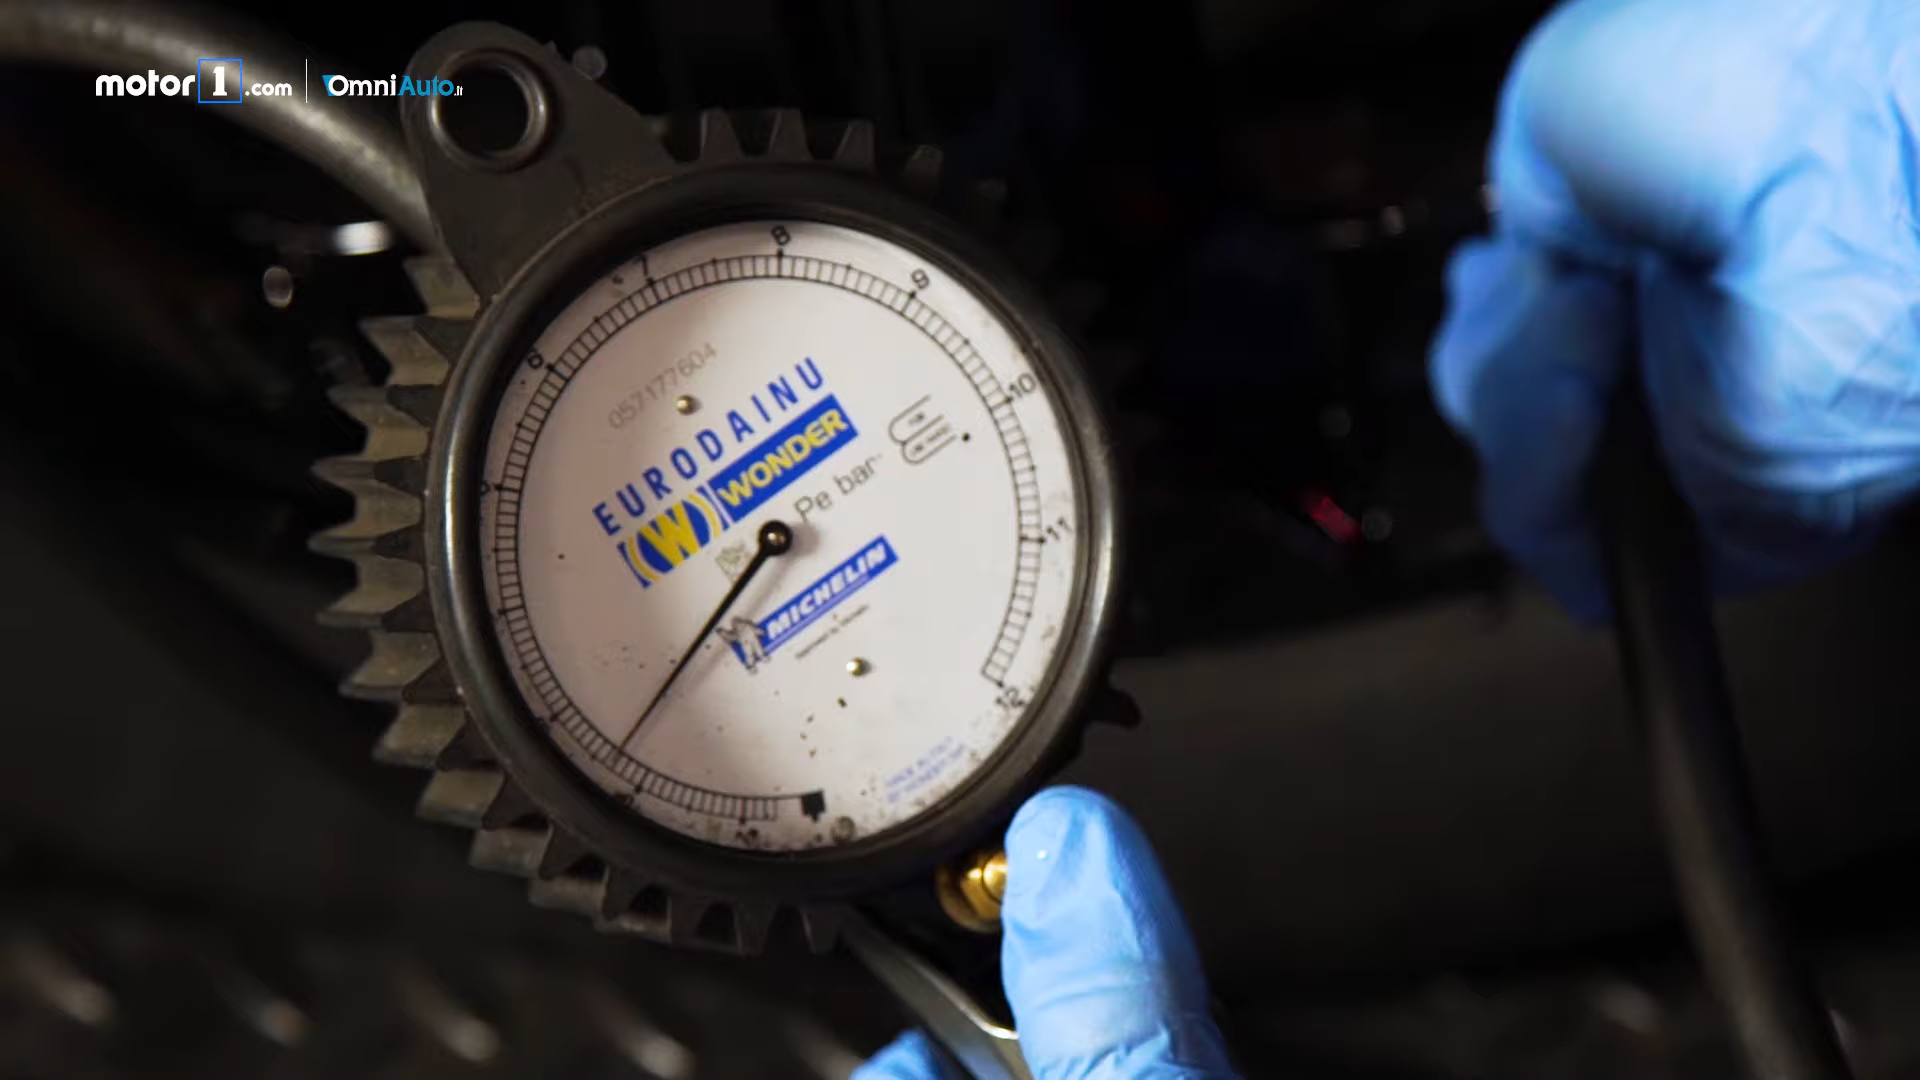 motor1.com | OmniAuto.it
8
7
9
6
10
057177604
EURODAINU
(W) WONDER
Pe bar
11
MICHELIN
12